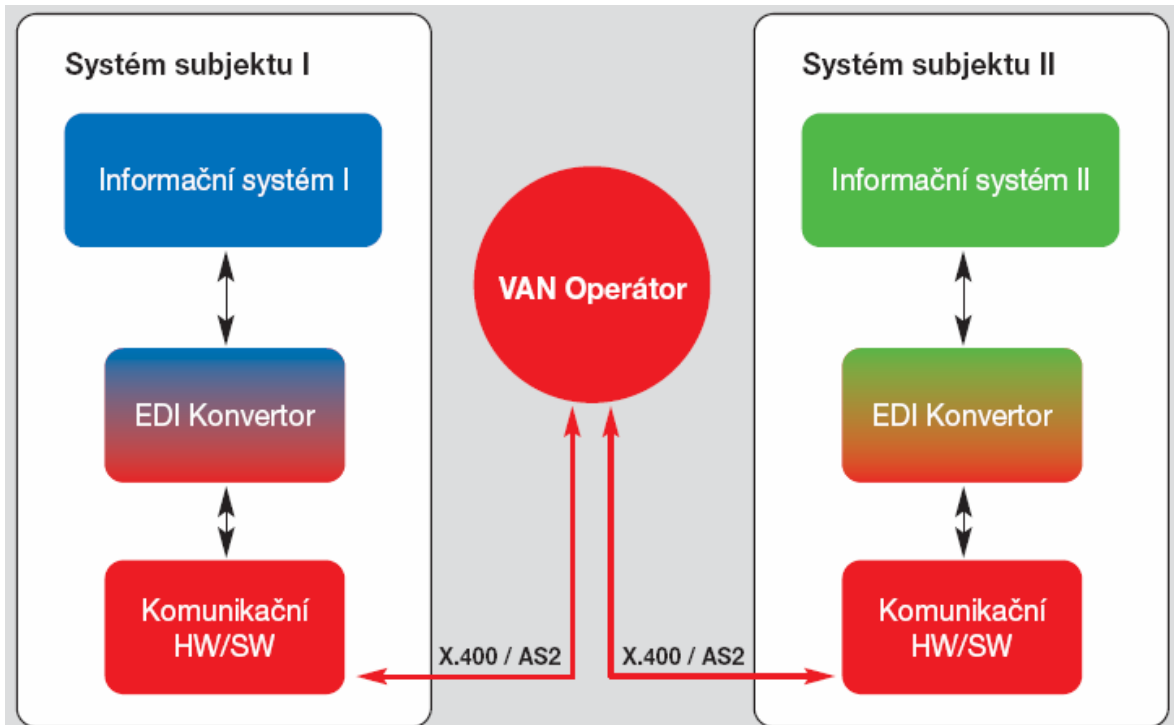 Systém subjektu I
Informační systém I
EDI Konvertor
Komunikační
HW/SW
X.400 / AS2
VAN Operátor
X.400 / AS2
Systém subjektu II
Informační systém II
EDI Konvertor
Komunikační
HW/SW